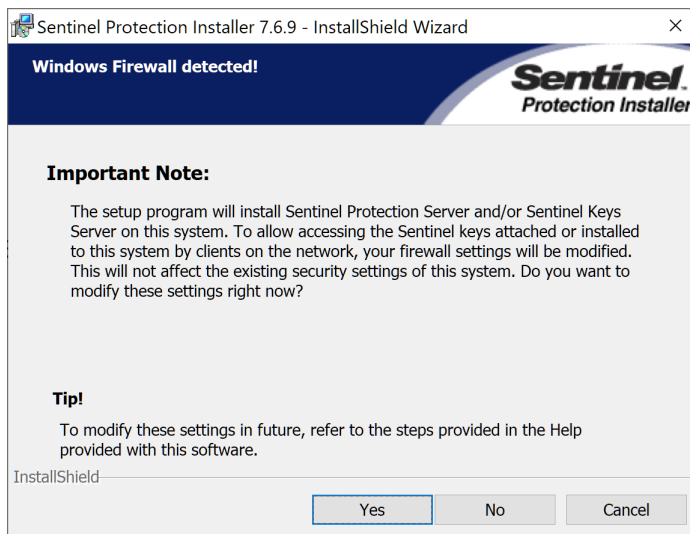 Sentinel Protection Installer 7.6.9 - InstallShield Wizard
Windows Firewall detected!
Sentinel.
Protection Installer
Important Note:
The setup program will install Sentinel Protection Server and/or Sentinel Keys
Server on this system. To allow accessing the Sentinel keys attached or installed
to this system by clients on the network, your firewall settings will be modified.
This will not affect the existing security settings of this system. Do you want to
modify these settings right now?
Tip!
To modify these settings in future, refer to the steps provided in the Help
provided with this software.
InstallShield
Yes
No
Cancel